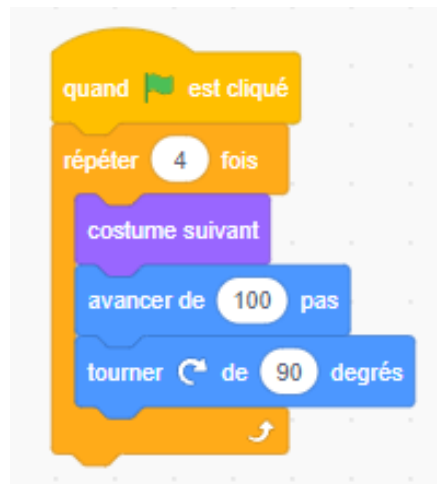 quand est cliqué
répéter 4 fois
costume suivant
avancer de 100 pas
tourner de 90 degrés